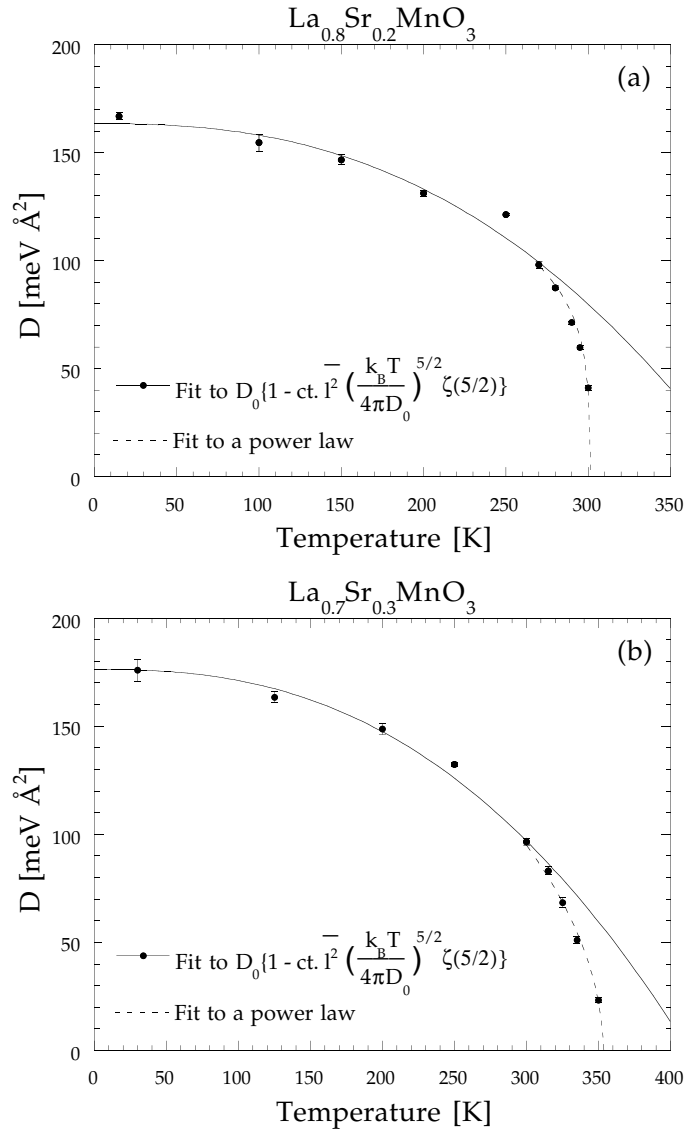 La0.8Sr0.2MnO3
(a)
200
150
100
50
0
D [meV Å²]
Fit to D₀{1 - ct. l² (kBT/4πD₀)^5/2 ζ(5/2)}
Fit to a power law
0 50 100 150 200 250 300 350
Temperature [K]
La0.7Sr0.3MnO3
(b)
200
150
100
50
0
D [meV Å²]
Fit to D₀{1 - ct. l² (kBT/4πD₀)^5/2 ζ(5/2)}
Fit to a power law
0 50 100 150 200 250 300 350 400
Temperature [K]